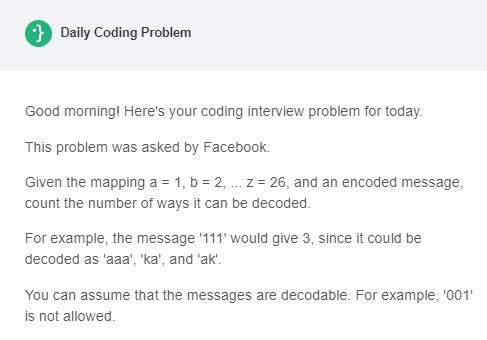 Daily Coding Problem
Good morning! Here's your coding interview problem for today.
This problem was asked by Facebook.
Given the mapping a = 1, b = 2, ... z = 26, and an encoded message,
count the number of ways it can be decoded.
For example, the message '111' would give 3, since it could be
decoded as 'aaa', 'ka', and 'ak'.
You can assume that the messages are decodable. For example, '001'
is not allowed.